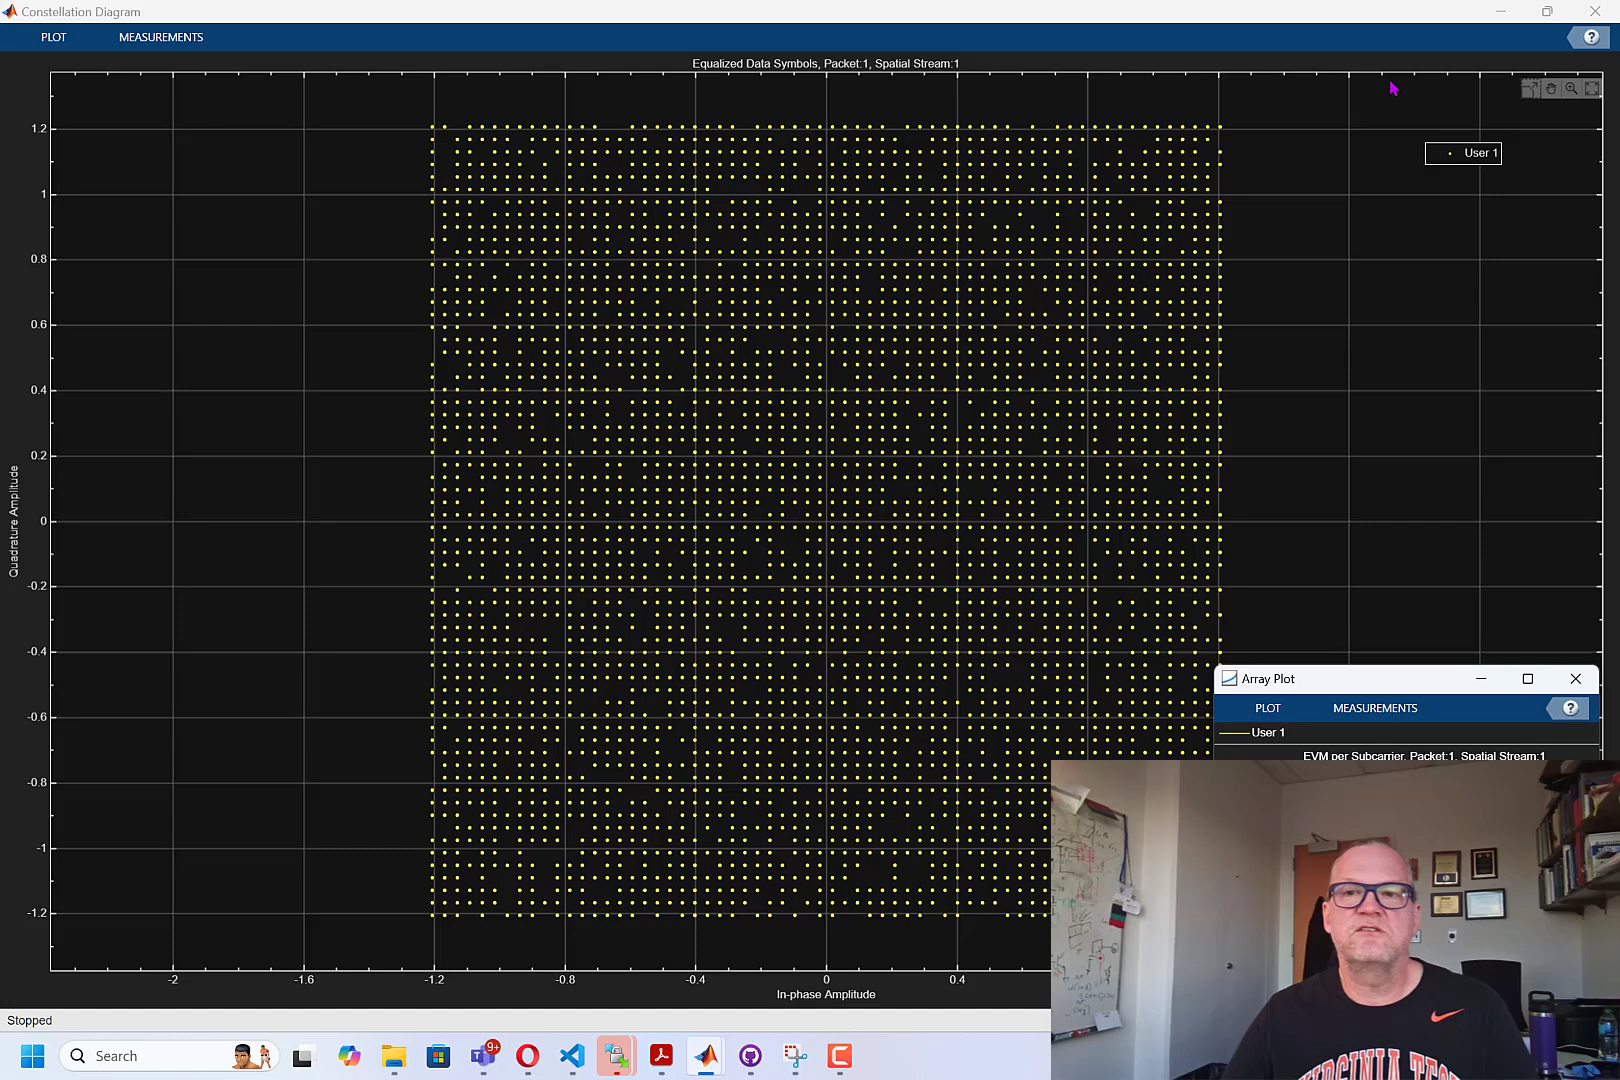 Constellation Diagram
PLOT
MEASUREMENTS
Equalized Data Symbols, Packet:1, Spatial Stream:1
User 1
1.2
1
0.8
0.6
0.4
0.2
0
-0.2
-0.4
-0.6
-0.8
-1
-1.2
Quadrature Amplitude
-2
-1.6
-1.2
-0.8
-0.4
0
0.4
In-phase Amplitude
Array Plot
PLOT
MEASUREMENTS
User 1
EVM per Subcarrier, Packet:1, Spatial Stream:1
Stopped
Search
9+
VIRGINIA TECH